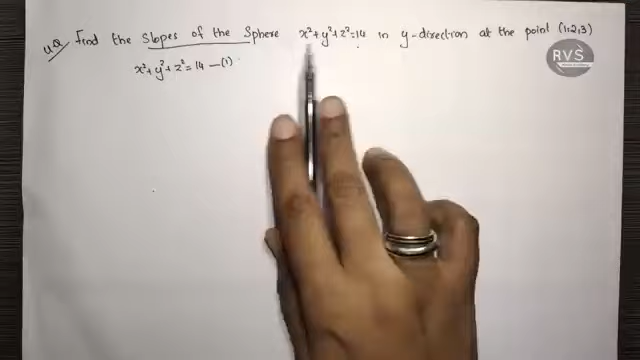 UQ Find the Slopes of the Sphere x²+y²+z²=14 in y-direction at the point (1,2,3)
x²+y²+z²=14 —(1)
RVS